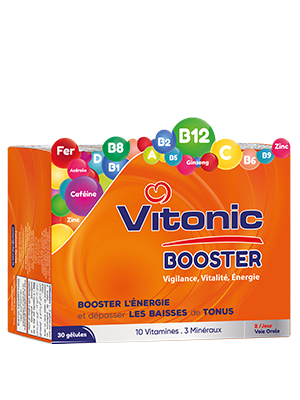 B12
B2
Zinc
Fer
B8
D
B1
A
B5
Ginseng
C
B6
B9
Acérola
Caféine
Zinc
Vitonic
BOOSTER
Vigilance, Vitalité, Énergie
BOOSTER L'ÉNERGIE
et dépasser LES BAISSES de TONUS
30 gélules
10 Vitamines . 3 Minéraux
2 / Jour
Voie Orale